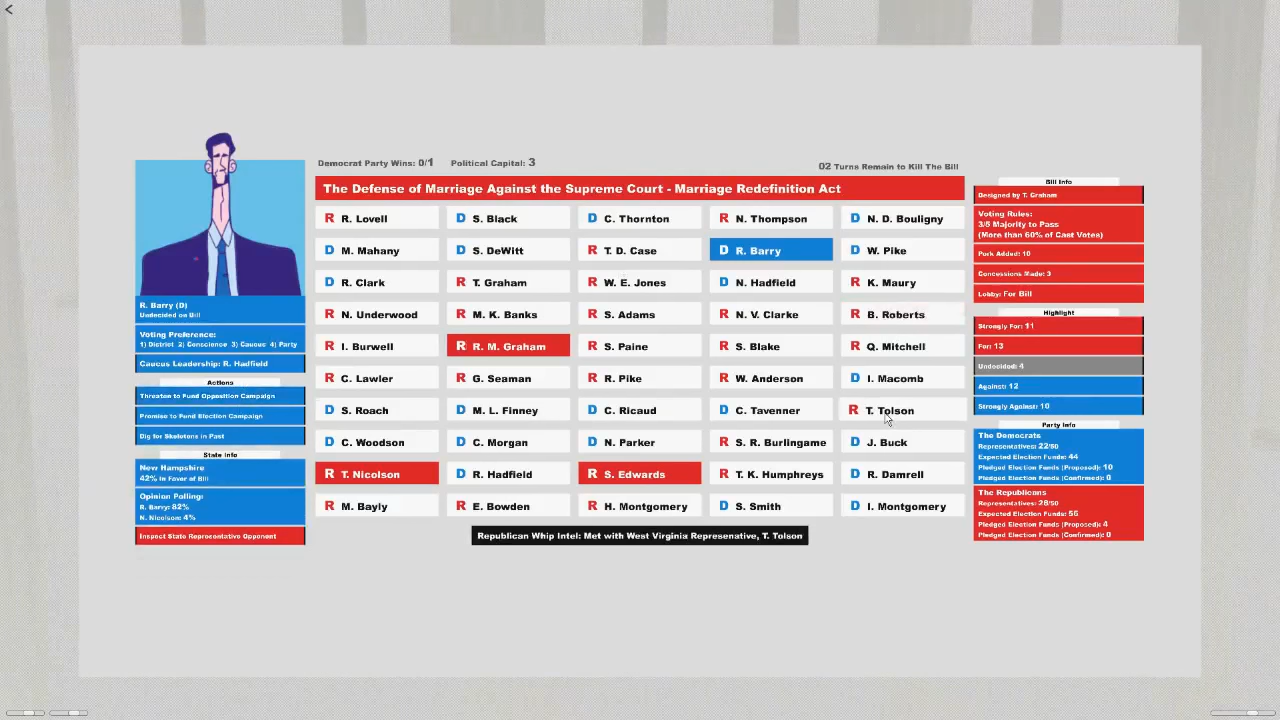 Democrat Party Wins: 0/1
Political Capital: 3
02 Turns Remain to Kill The Bill
The Defense of Marriage Against the Supreme Court - Marriage Redefinition Act
R R. Lovell
D S. Black
D C. Thornton
R N. Thompson
D N. D. Bouligny
D M. Mahany
D S. DeWitt
R T. D. Case
D R. Barry
D W. Pike
D R. Clark
R T. Graham
R W. E. Jones
D N. Hadfield
R K. Maury
R N. Underwood
R M. K. Banks
R S. Adams
R N. V. Clarke
R B. Roberts
R I. Burwell
R R. M. Graham
R S. Paine
R S. Blake
R Q. Mitchell
R C. Lawler
R G. Seaman
R R. Pike
R W. Anderson
D I. Macomb
D S. Roach
D M. L. Finney
D C. Ricaud
D C. Tavenner
R T. Tolson
D C. Woodson
D C. Morgan
D N. Parker
R S. R. Burlingame
D J. Buck
R T. Nicolson
D R. Hadfield
R S. Edwards
R T. K. Humphreys
D R. Damrell
R M. Bayly
R E. Bowden
R H. Montgomery
D S. Smith
D I. Montgomery
Republican Whip Intel: Met with West Virginia Represenative, T. Tolson
R. Barry (D)
Undecided on Bill
Voting Preference:
1) District 2) Conscience 3) Caucus 4) Party
Caucus Leadership: R. Hadfield
Actions
Threaten to Fund Opposition Campaign
Promise to Fund Election Campaign
Dig for Skeletons in Past
State Info
New Hampshire
42% in Favor of Bill
Opinion Polling:
R. Barry: 82%
N. Nicolson: 4%
Inspect State Representative Opponent
Bill Info
Designed by T. Graham
Voting Rules:
3/5 Majority to Pass
(More than 60% of Cast Votes)
Pork Added: 10
Concessions Made: 3
Lobby: For Bill
Highlight
Strongly For: 11
For: 13
Undecided: 4
Against: 12
Strongly Against: 10
Party Info
The Democrats
Representatives: 22/50
Expected Election Funds: 44
Pledged Election Funds (Proposed): 10
Pledged Election Funds (Confirmed): 0
The Republicans
Representatives: 28/50
Expected Election Funds: 56
Pledged Election Funds (Proposed): 4
Pledged Election Funds (Confirmed): 0